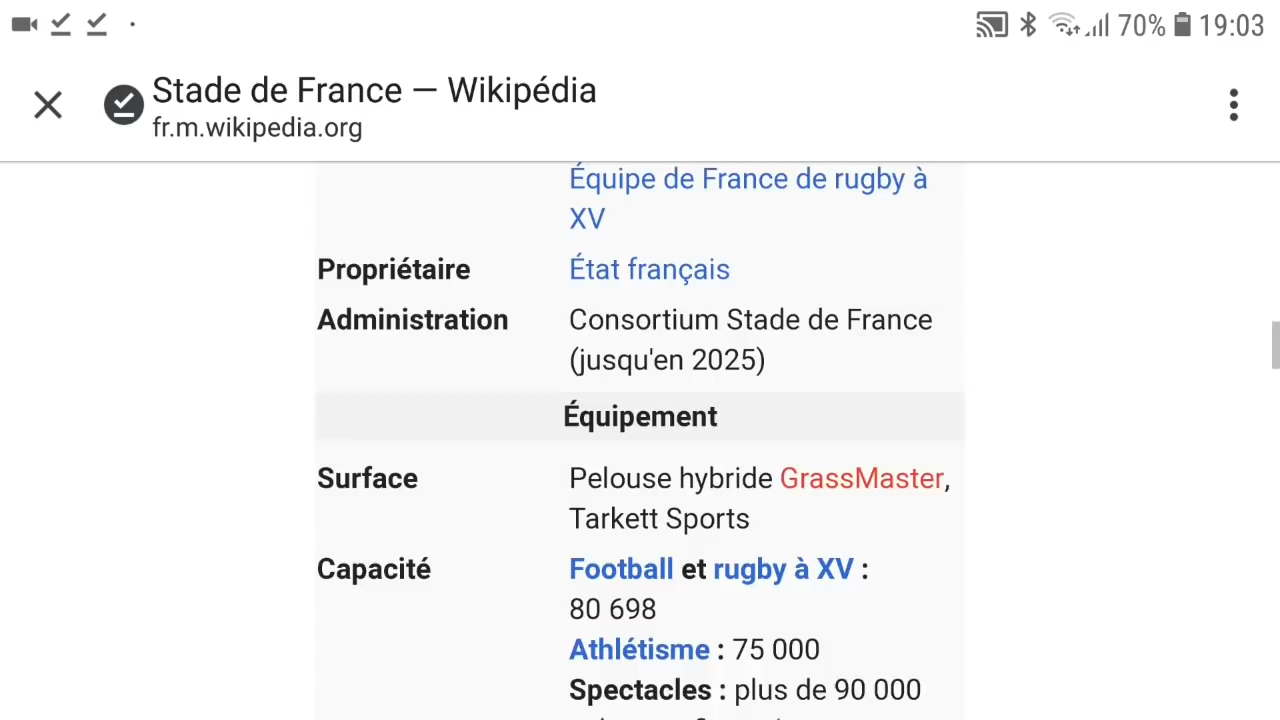 70% 19:03
Stade de France — Wikipédia
fr.m.wikipedia.org
Équipe de France de rugby à
XV
Propriétaire État français
Administration Consortium Stade de France
(jusqu'en 2025)
Équipement
Surface Pelouse hybride GrassMaster,
Tarkett Sports
Capacité Football et rugby à XV :
80 698
Athlétisme : 75 000
Spectacles : plus de 90 000